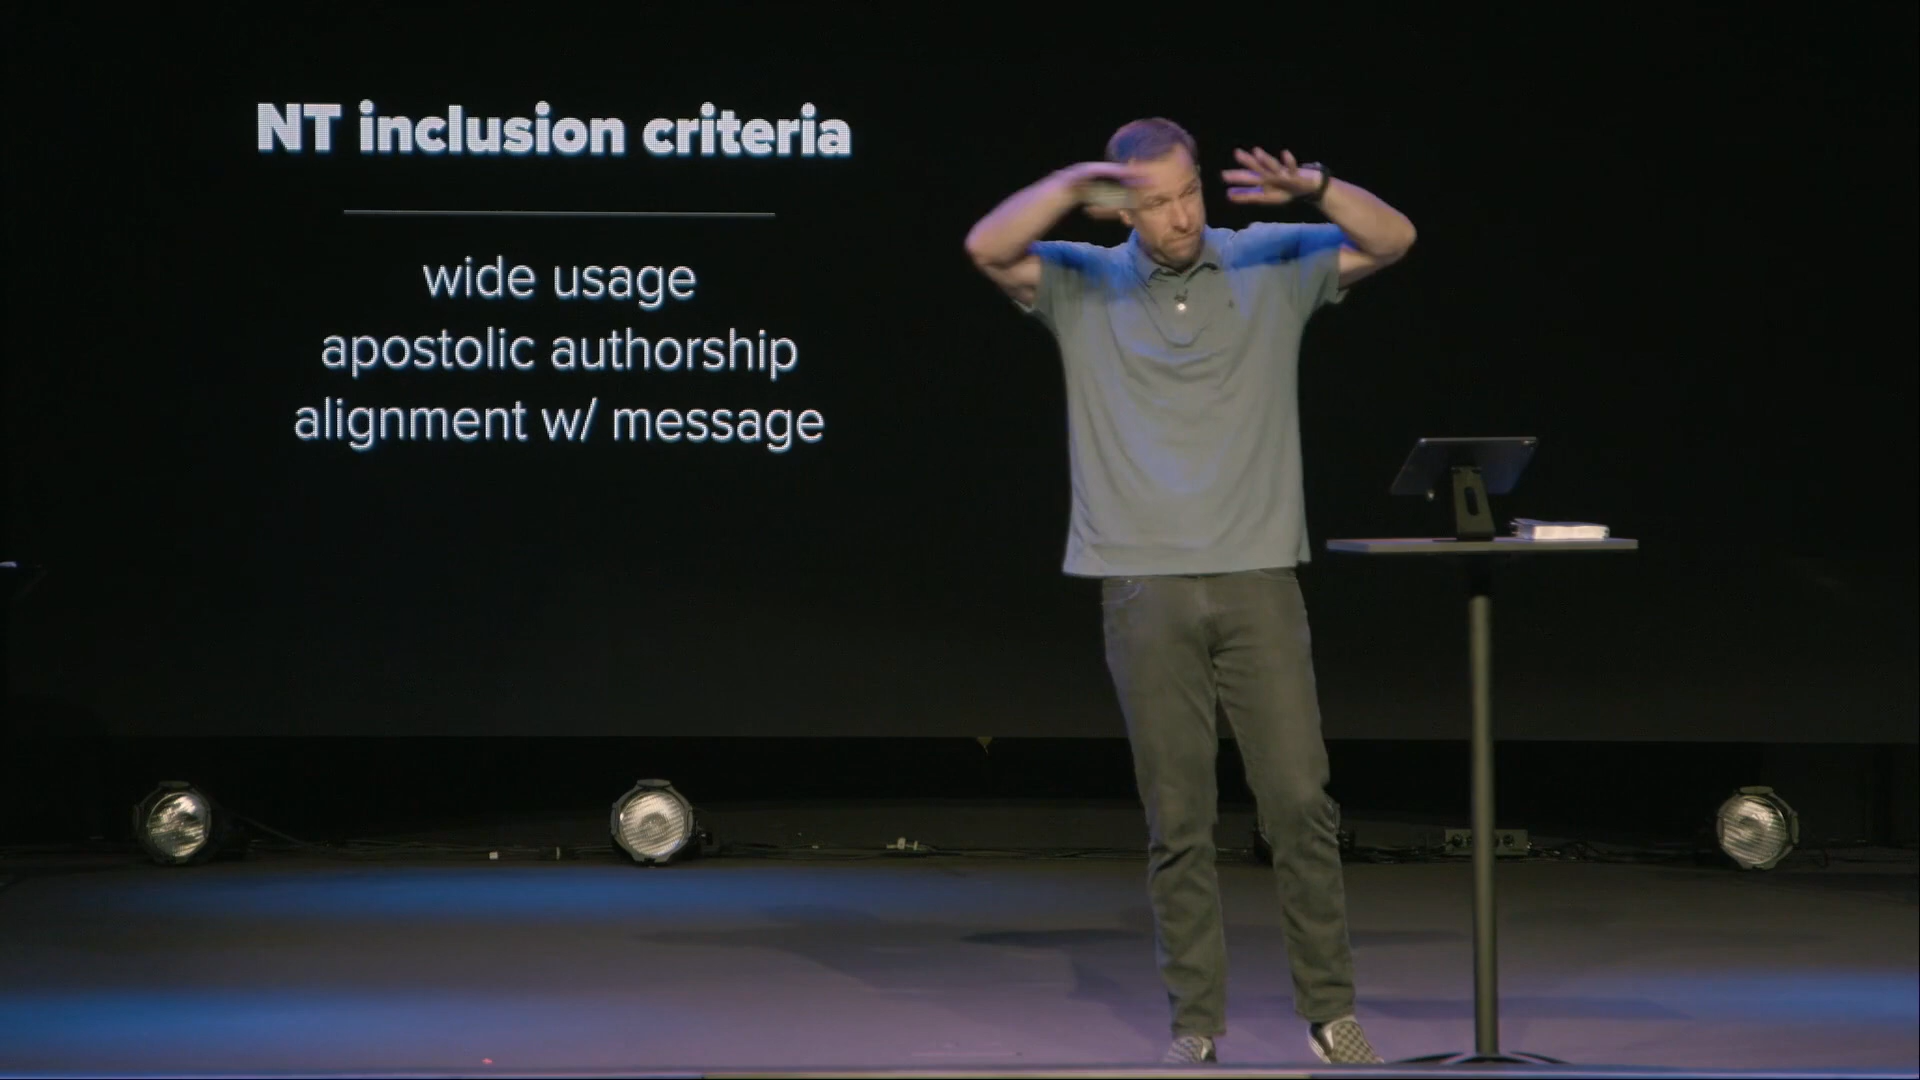 NT inclusion criteria
wide usage
apostolic authorship
alignment w/ message